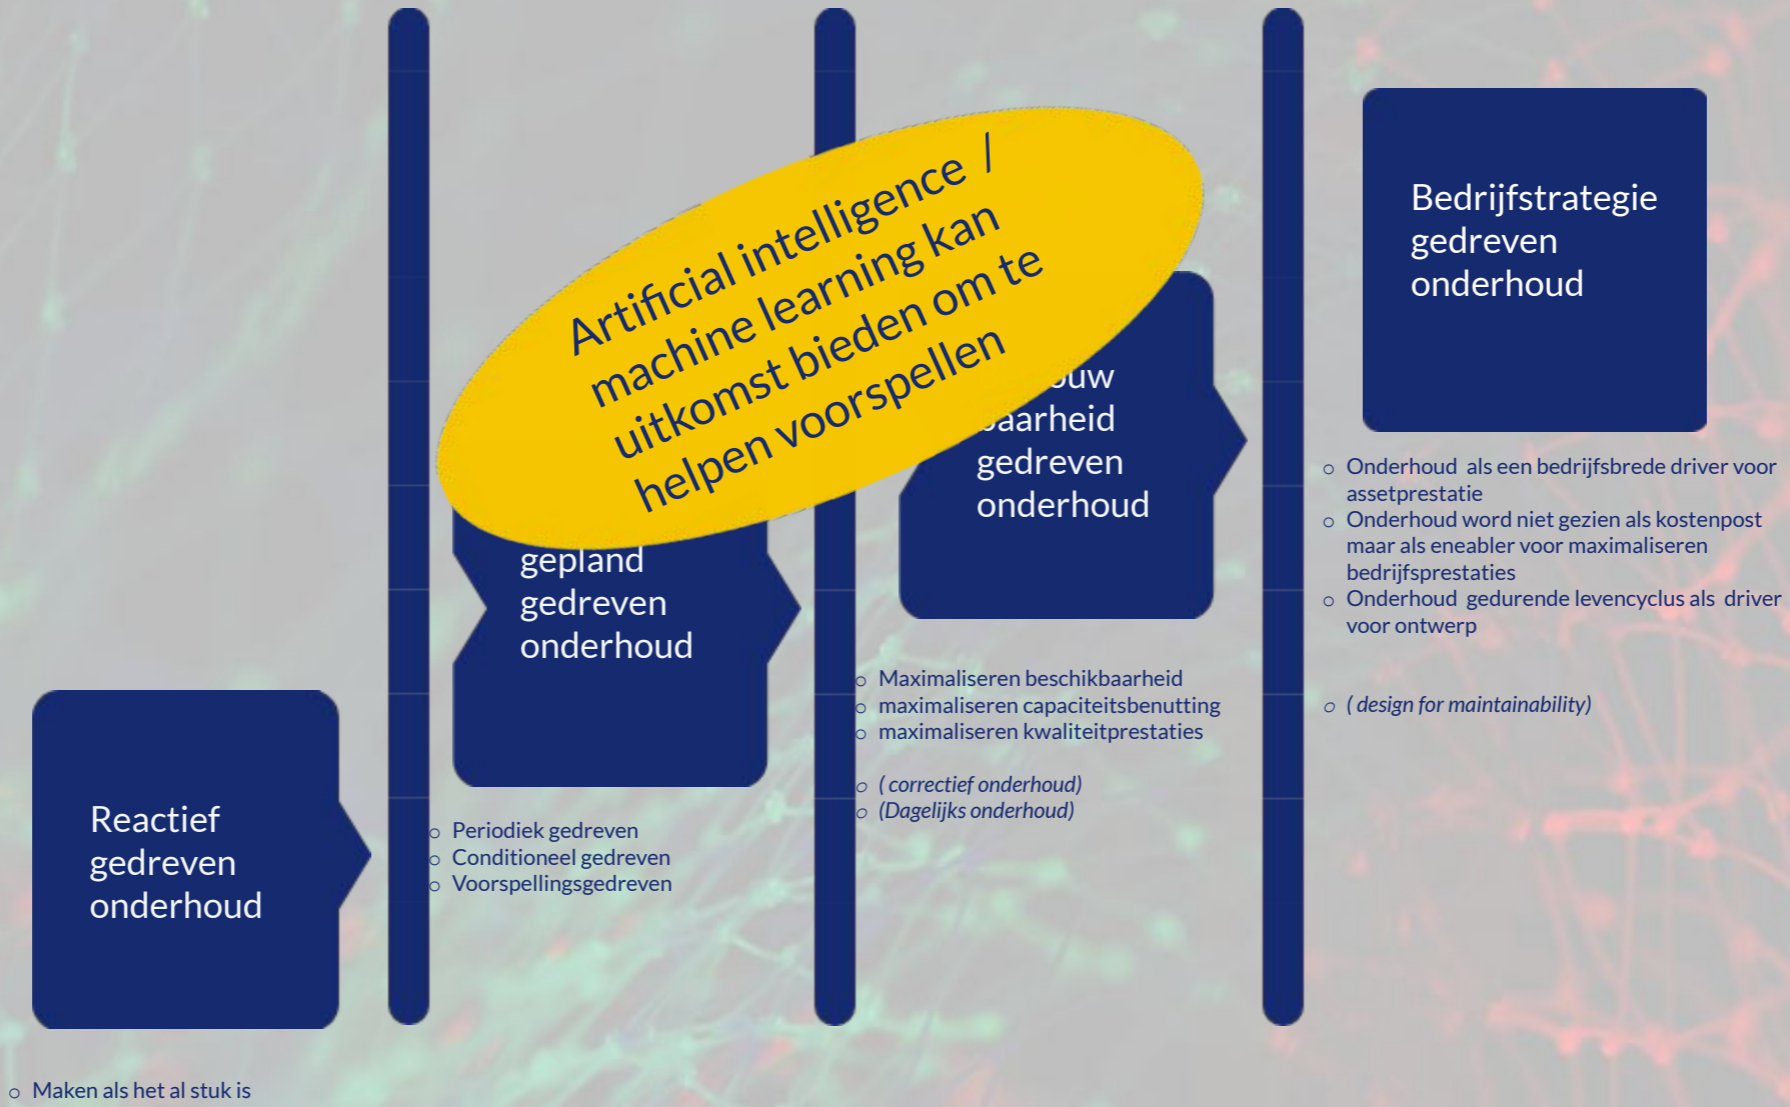 Artificial intelligence /
machine learning kan
uitkomst bieden om te
helpen voorspellen
Reactief
gedreven
onderhoud
○ Maken als het al stuk is
gepland
gedreven
onderhoud
○ Periodiek gedreven
○ Conditioneel gedreven
○ Voorspellingsgedreven
gedreven
onderhoud
○ Maximaliseren beschikbaarheid
○ maximaliseren capaciteitsbenutting
○ maximaliseren kwaliteitprestaties
○ ( correctief onderhoud)
○ (Dagelijks onderhoud)
Bedrijfstrategie
gedreven
onderhoud
○ Onderhoud als een bedrijfsbrede driver voor
assetprestatie
○ Onderhoud word niet gezien als kostenpost
maar als eneabler voor maximaliseren
bedrijfsprestaties
○ Onderhoud gedurende levencyclus als driver
voor ontwerp
○ ( design for maintainability)